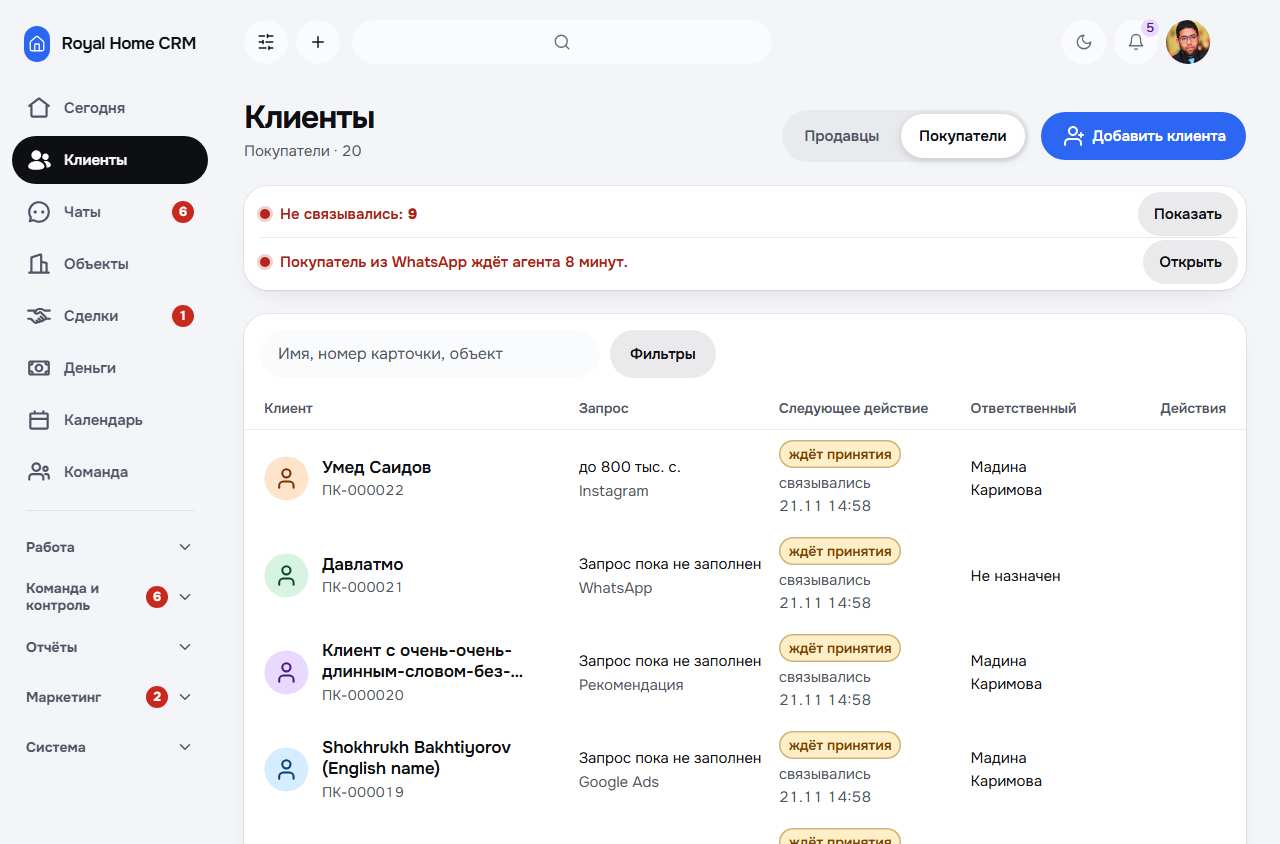 Royal Home CRM
5
Сегодня
Клиенты
Чаты 6
Объекты
Сделки 1
Деньги
Календарь
Команда
Работа
Команда и
контроль 6
Отчёты
Маркетинг 2
Система
Клиенты
Покупатели · 20
Продавцы
Покупатели
Добавить клиента
Не связывались: 9
Показать
Покупатель из WhatsApp ждёт агента 8 минут.
Открыть
Имя, номер карточки, объект
Фильтры
Клиент Запрос Следующее действие Ответственный Действия
Умед Саидов
ПК-000022
до 800 тыс. с.
Instagram
ждёт принятия
связывались
21.11 14:58
Мадина
Каримова
Давлатмо
ПК-000021
Запрос пока не заполнен
WhatsApp
ждёт принятия
связывались
21.11 14:58
Не назначен
Клиент с очень-очень-
длинным-словом-без-...
ПК-000020
Запрос пока не заполнен
Рекомендация
ждёт принятия
связывались
21.11 14:58
Мадина
Каримова
Shokhrukh Bakhtiyorov
(English name)
ПК-000019
Запрос пока не заполнен
Google Ads
ждёт принятия
связывались
21.11 14:58
Мадина
Каримова
ждёт принятия